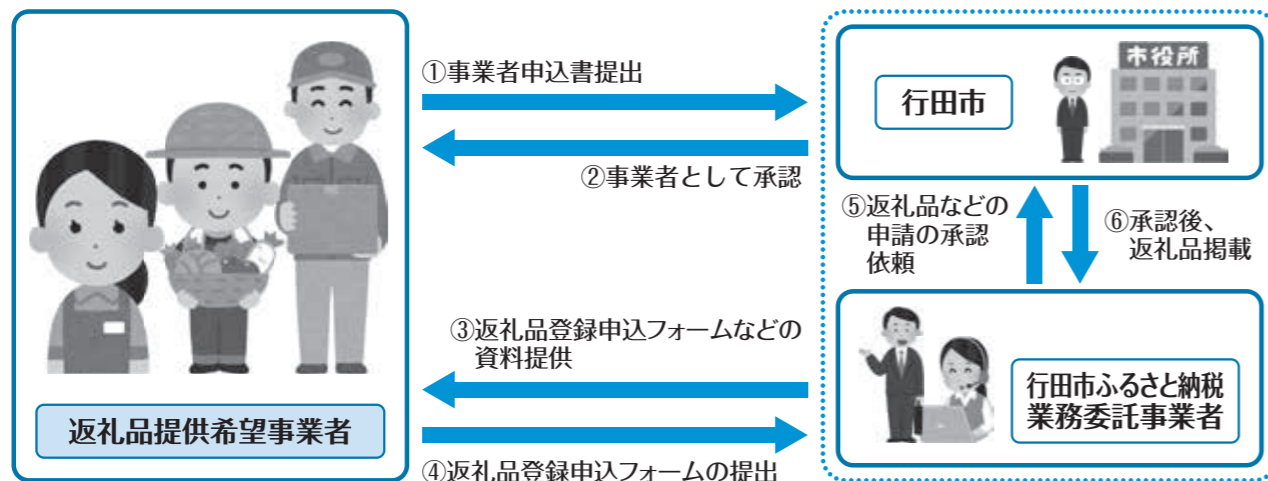 ①事業者申込書提出
②事業者として承認
③返礼品登録申込フォームなどの
資料提供
④返礼品登録申込フォームの提出
返礼品提供希望事業者
市役所
行田市
⑤返礼品などの
申請の承認
依頼
⑥承認後、
返礼品掲載
行田市ふるさと納税
業務委託事業者